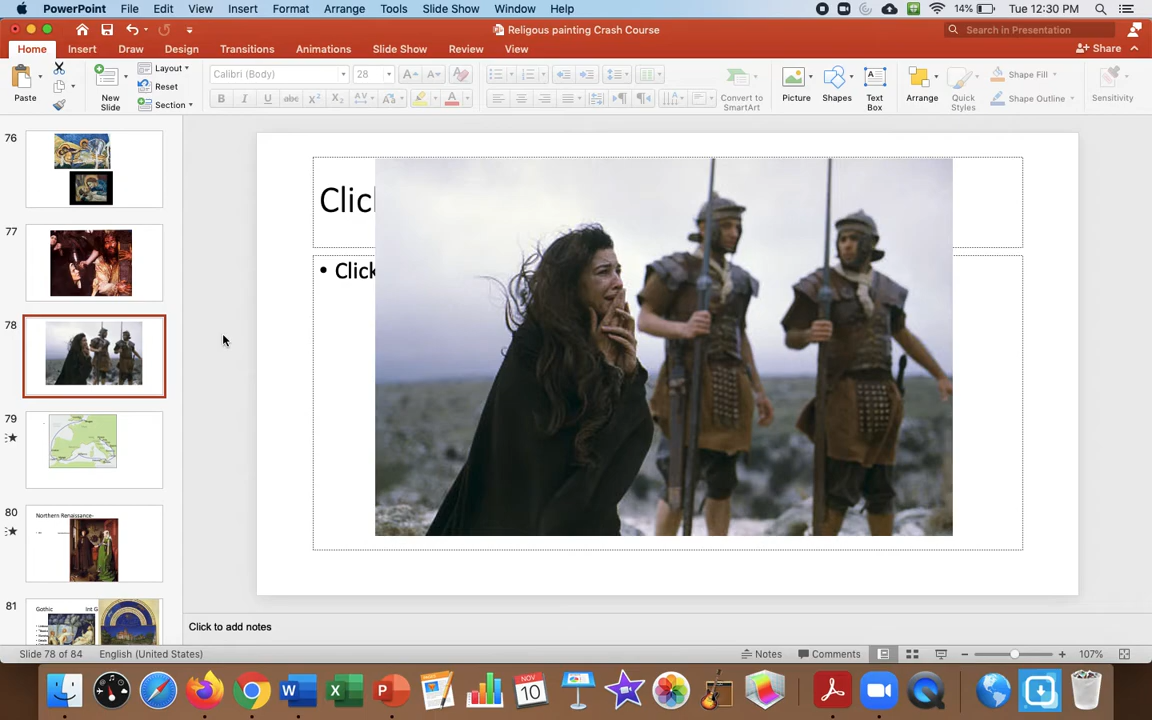 PowerPoint File Edit View Insert Format Arrange Tools Slide Show Window Help 14% Tue 12:30 PM
Religous painting Crash Course
Search in Presentation
Home Insert Draw Design Transitions Animations Slide Show Review View Share
Paste
New Slide
Layout
Reset
Section
Calibri (Body) 28
Convert to SmartArt
Picture
Shapes
Text Box
Arrange
Quick Styles
Shape Fill
Shape Outline
Sensitivity
76
77
78
79
80
Northern Renaissance-
81
Gothic Int G
Click
• Click
Click to add notes
Slide 78 of 84 English (United States) Notes Comments 107%
NOV
10